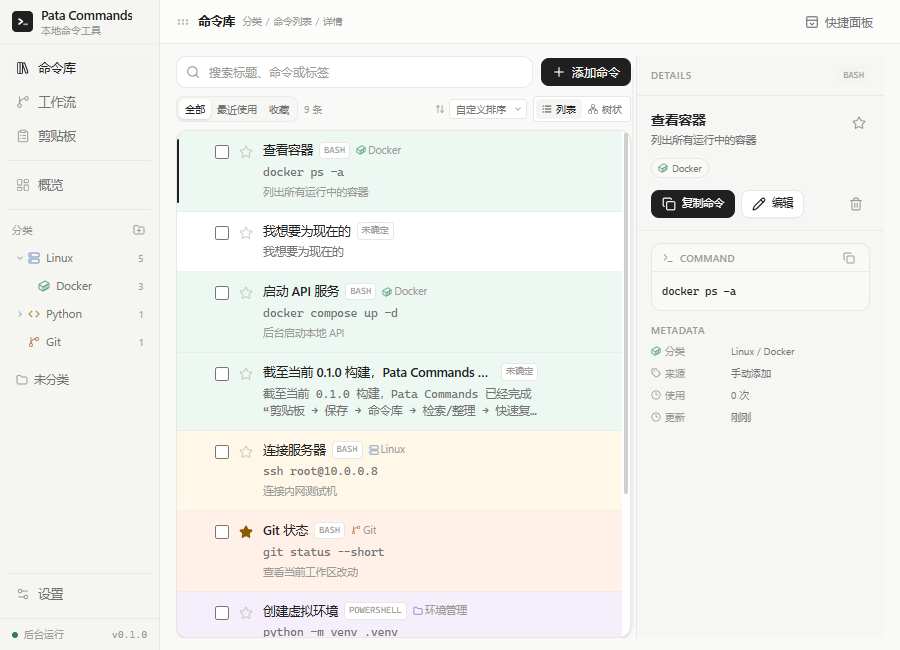 Pata Commands
本地命令工具
命令库
工作流
剪贴板
概览
分类
Linux 5
Docker 3
Python 1
Git 1
未分类
设置
后台运行 v0.1.0
命令库 分类 / 命令列表 / 详情
快捷面板
搜索标题、命令或标签
添加命令
全部 最近使用 收藏 9 条
自定义排序
列表 树状
查看容器 BASH Docker
docker ps -a
列出所有运行中的容器
我想要为现在的 未确定
我想要为现在的
启动 API 服务 BASH Docker
docker compose up -d
后台启动本地 API
截至当前 0.1.0 构建，Pata Commands ... 未确定
截至当前 0.1.0 构建，Pata Commands 已经完成
“剪贴板 → 保存 → 命令库 → 检索/整理 → 快速复…
连接服务器 BASH Linux
ssh root@10.0.0.8
连接内网测试机
Git 状态 BASH Git
git status --short
查看当前工作区改动
创建虚拟环境 POWERSHELL 环境管理
python -m venv .venv
DETAILS BASH
查看容器
列出所有运行中的容器
Docker
复制命令 编辑
COMMAND
docker ps -a
METADATA
分类 Linux / Docker
来源 手动添加
使用 0 次
更新 刚刚